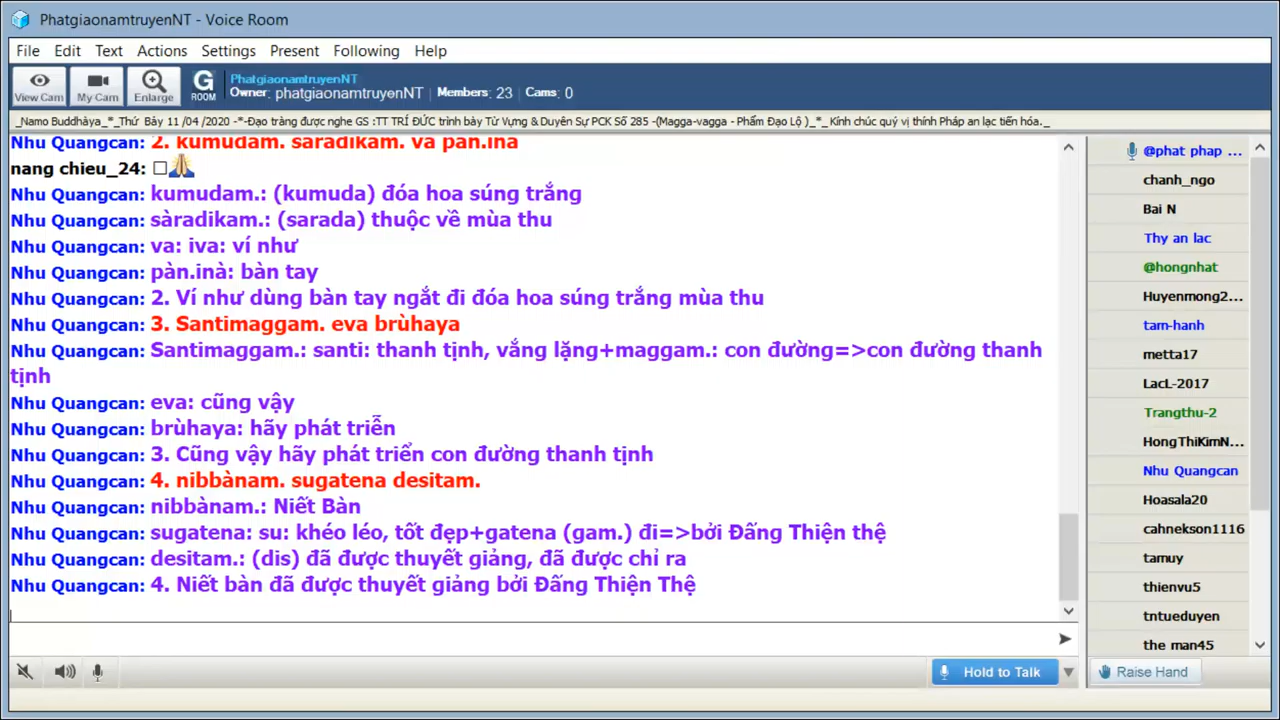 PhatgiaonamtruyenNT - Voice Room
File Edit Text Actions Settings Present Following Help
View Cam My Cam Enlarge G ROOM
PhatgiaonamtruyenNT
Owner: phatgiaonamtruyenNT | Members: 23 | Cams: 0
_Namo Buddhàya_*_Thứ Bảy 11 /04 /2020 -*-Đạo tràng được nghe GS :TT TRÍ ĐỨC trình bày Từ Vựng & Duyên Sự PCK Số 285 -(Magga-vagga - Phẩm Đạo Lộ )_*_ Kính chúc quý vị thính Pháp an lạc tiến hóa._
Nhu Quangcan: 2. kumudam. sàradikam. va pàn.inà
nang chieu_24: □🙏
Nhu Quangcan: kumudam.: (kumuda) đóa hoa súng trắng
Nhu Quangcan: sàradikam.: (sarada) thuộc về mùa thu
Nhu Quangcan: va: iva: ví như
Nhu Quangcan: pàn.inà: bàn tay
Nhu Quangcan: 2. Ví như dùng bàn tay ngắt đi đóa hoa súng trắng mùa thu
Nhu Quangcan: 3. Santimaggam. eva brùhaya
Nhu Quangcan: Santimaggam.: santi: thanh tịnh, vắng lặng+maggam.: con đường=>con đường thanh
tịnh
Nhu Quangcan: eva: cũng vậy
Nhu Quangcan: brùhaya: hãy phát triễn
Nhu Quangcan: 3. Cũng vậy hãy phát triển con đường thanh tịnh
Nhu Quangcan: 4. nibbànam. sugatena desitam.
Nhu Quangcan: nibbànam.: Niết Bàn
Nhu Quangcan: sugatena: su: khéo léo, tốt đẹp+gatena (gam.) đi=>bởi Đấng Thiện thệ
Nhu Quangcan: desitam.: (dis) đã được thuyết giảng, đã được chỉ ra
Nhu Quangcan: 4. Niết bàn đã được thuyết giảng bởi Đấng Thiện Thệ
@phat phap ...
chanh_ngo
Bai N
Thy an lac
@hongnhat
Huyenmong2...
tam-hanh
metta17
LacL-2017
Trangthu-2
HongThiKimN...
Nhu Quangcan
Hoasala20
cahnekson1116
tamuy
thienvu5
tntueduyen
the man45
Hold to Talk
Raise Hand